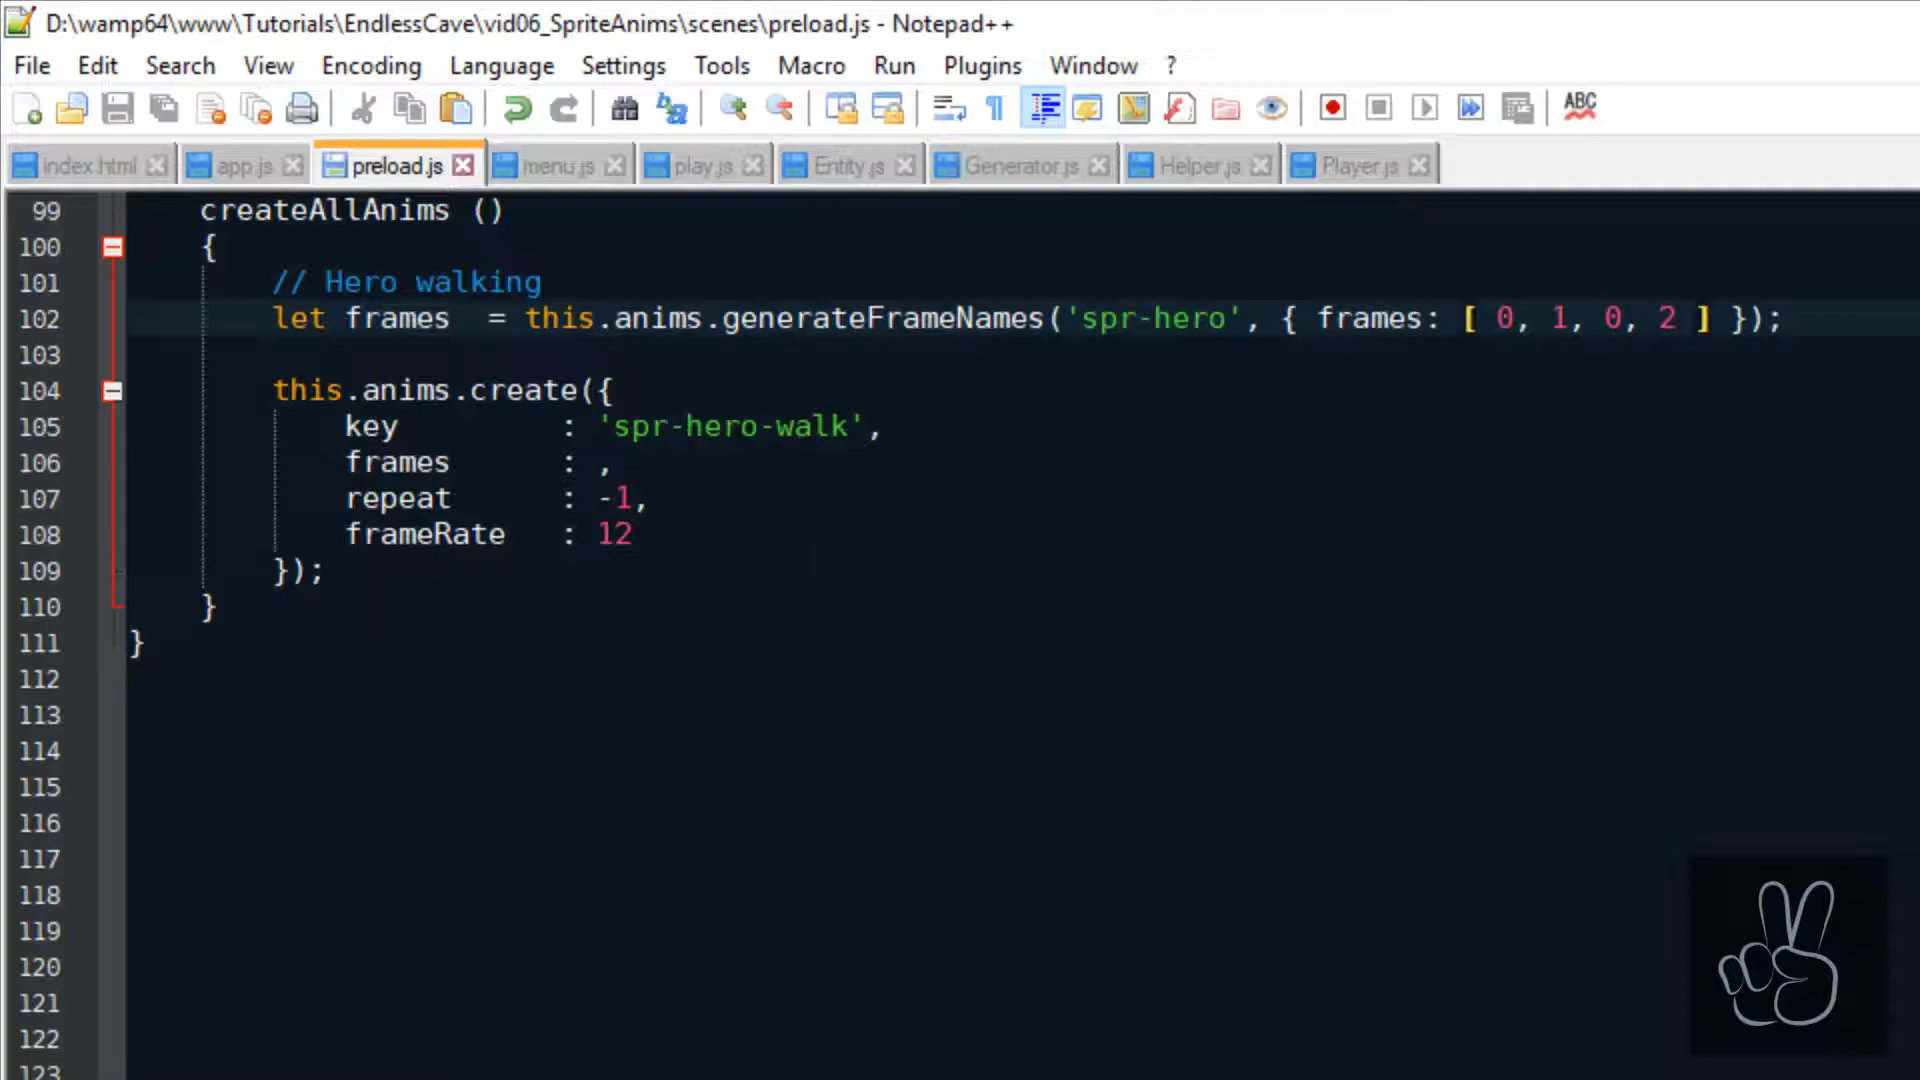 D:\wamp64\www\Tutorials\EndlessCave\vid06_SpriteAnims\scenes\preload.js - Notepad++
File Edit Search View Encoding Language Settings Tools Macro Run Plugins Window ?
ABC
index.html app.js preload.js menu.js play.js Entity.js Generator.js Helper.js Player.js
99 createAllAnims ()
100 {
101 // Hero walking
102 let frames = this.anims.generateFrameNames('spr-hero', { frames: [ 0, 1, 0, 2 ] });
103
104 this.anims.create({
105 key : 'spr-hero-walk',
106 frames : ,
107 repeat : -1,
108 frameRate : 12
109 });
110 }
111 }
112
113
114
115
116
117
118
119
120
121
122
123